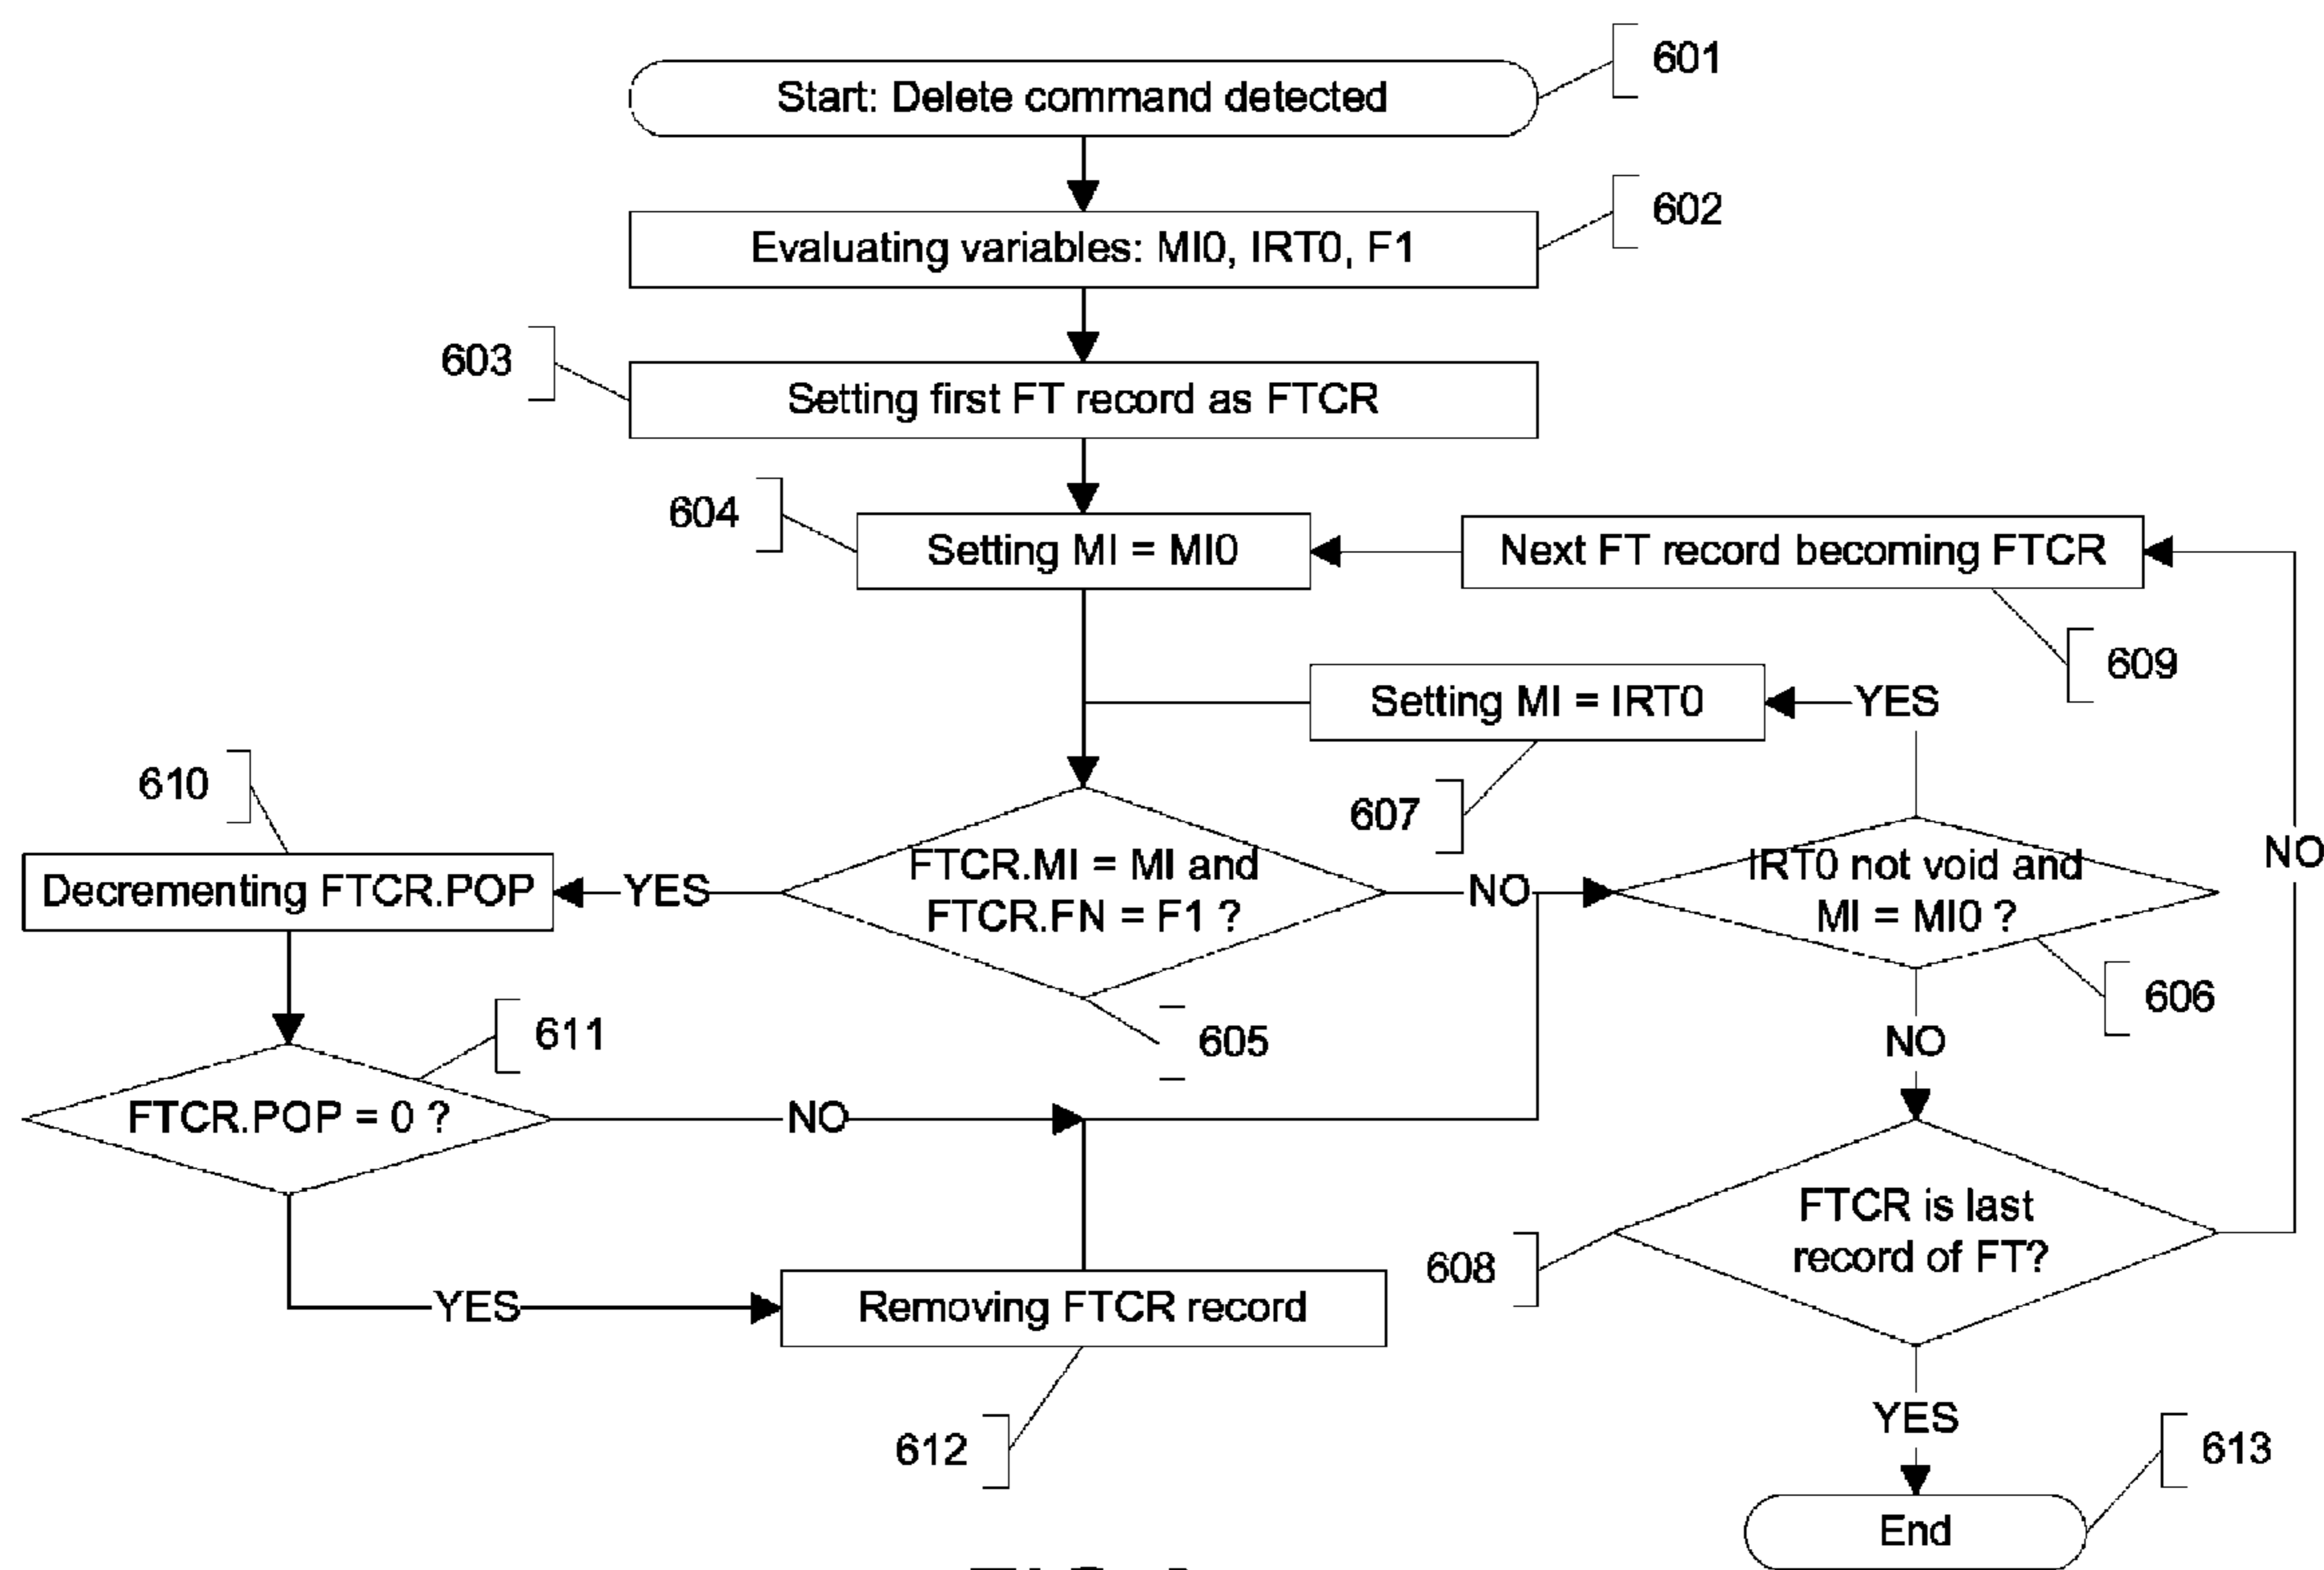 601
Start: Delete command detected
602
Evaluating variables: MI0, IRT0, F1
603
Setting first FT record as FTCR
604
Setting MI = MI0
Next FT record becoming FTCR
609
Setting MI = IRT0
YES
607
610
Decrementing FTCR.POP
YES
FTCR.MI = MI and
FTCR.FN = F1 ?
NO
IRT0 not void and
MI = MI0 ?
NO
606
605
611
NO
FTCR.POP = 0 ?
NO
FTCR is last
record of FT?
608
YES
Removing FTCR record
612
YES
613
End